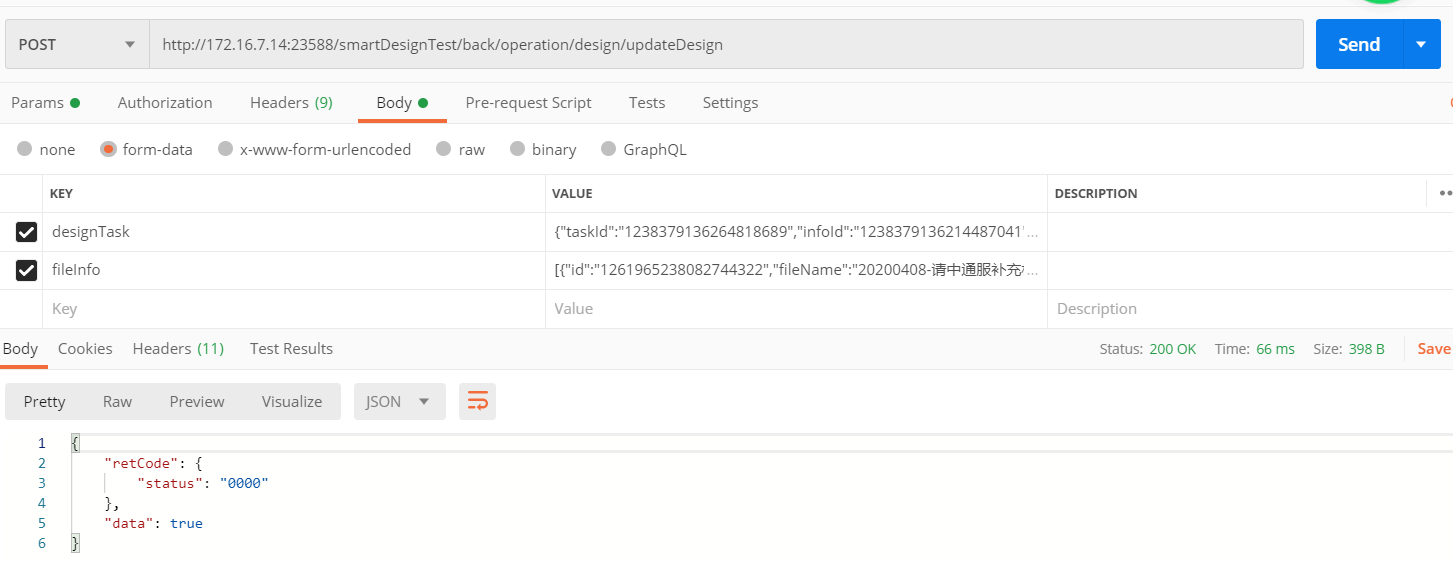 POST http://172.16.7.14:23588/smartDesignTest/back/operation/design/updateDesign Send
Params Authorization Headers (9) Body Pre-request Script Tests Settings
none form-data x-www-form-urlencoded raw binary GraphQL
KEY VALUE DESCRIPTION
designTask {"taskId":"1238379136264818689","infoId":"1238379136214487041"...
fileInfo [{"id":"1261965238082744322","fileName":"20200408-请中通服补充...
Key Value Description
Body Cookies Headers (11) Test Results Status: 200 OK Time: 66 ms Size: 398 B Save
Pretty Raw Preview Visualize JSON
1 {
2 "retCode": {
3 "status": "0000"
4 },
5 "data": true
6 }